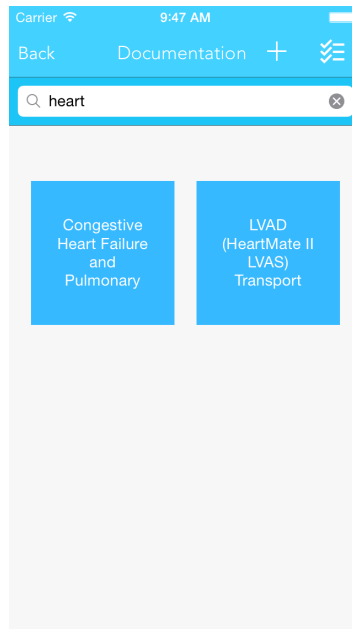 Carrier 9:47 AM
Back Documentation
heart
Congestive
Heart Failure
and
Pulmonary
LVAD
(HeartMate II
LVAS)
Transport